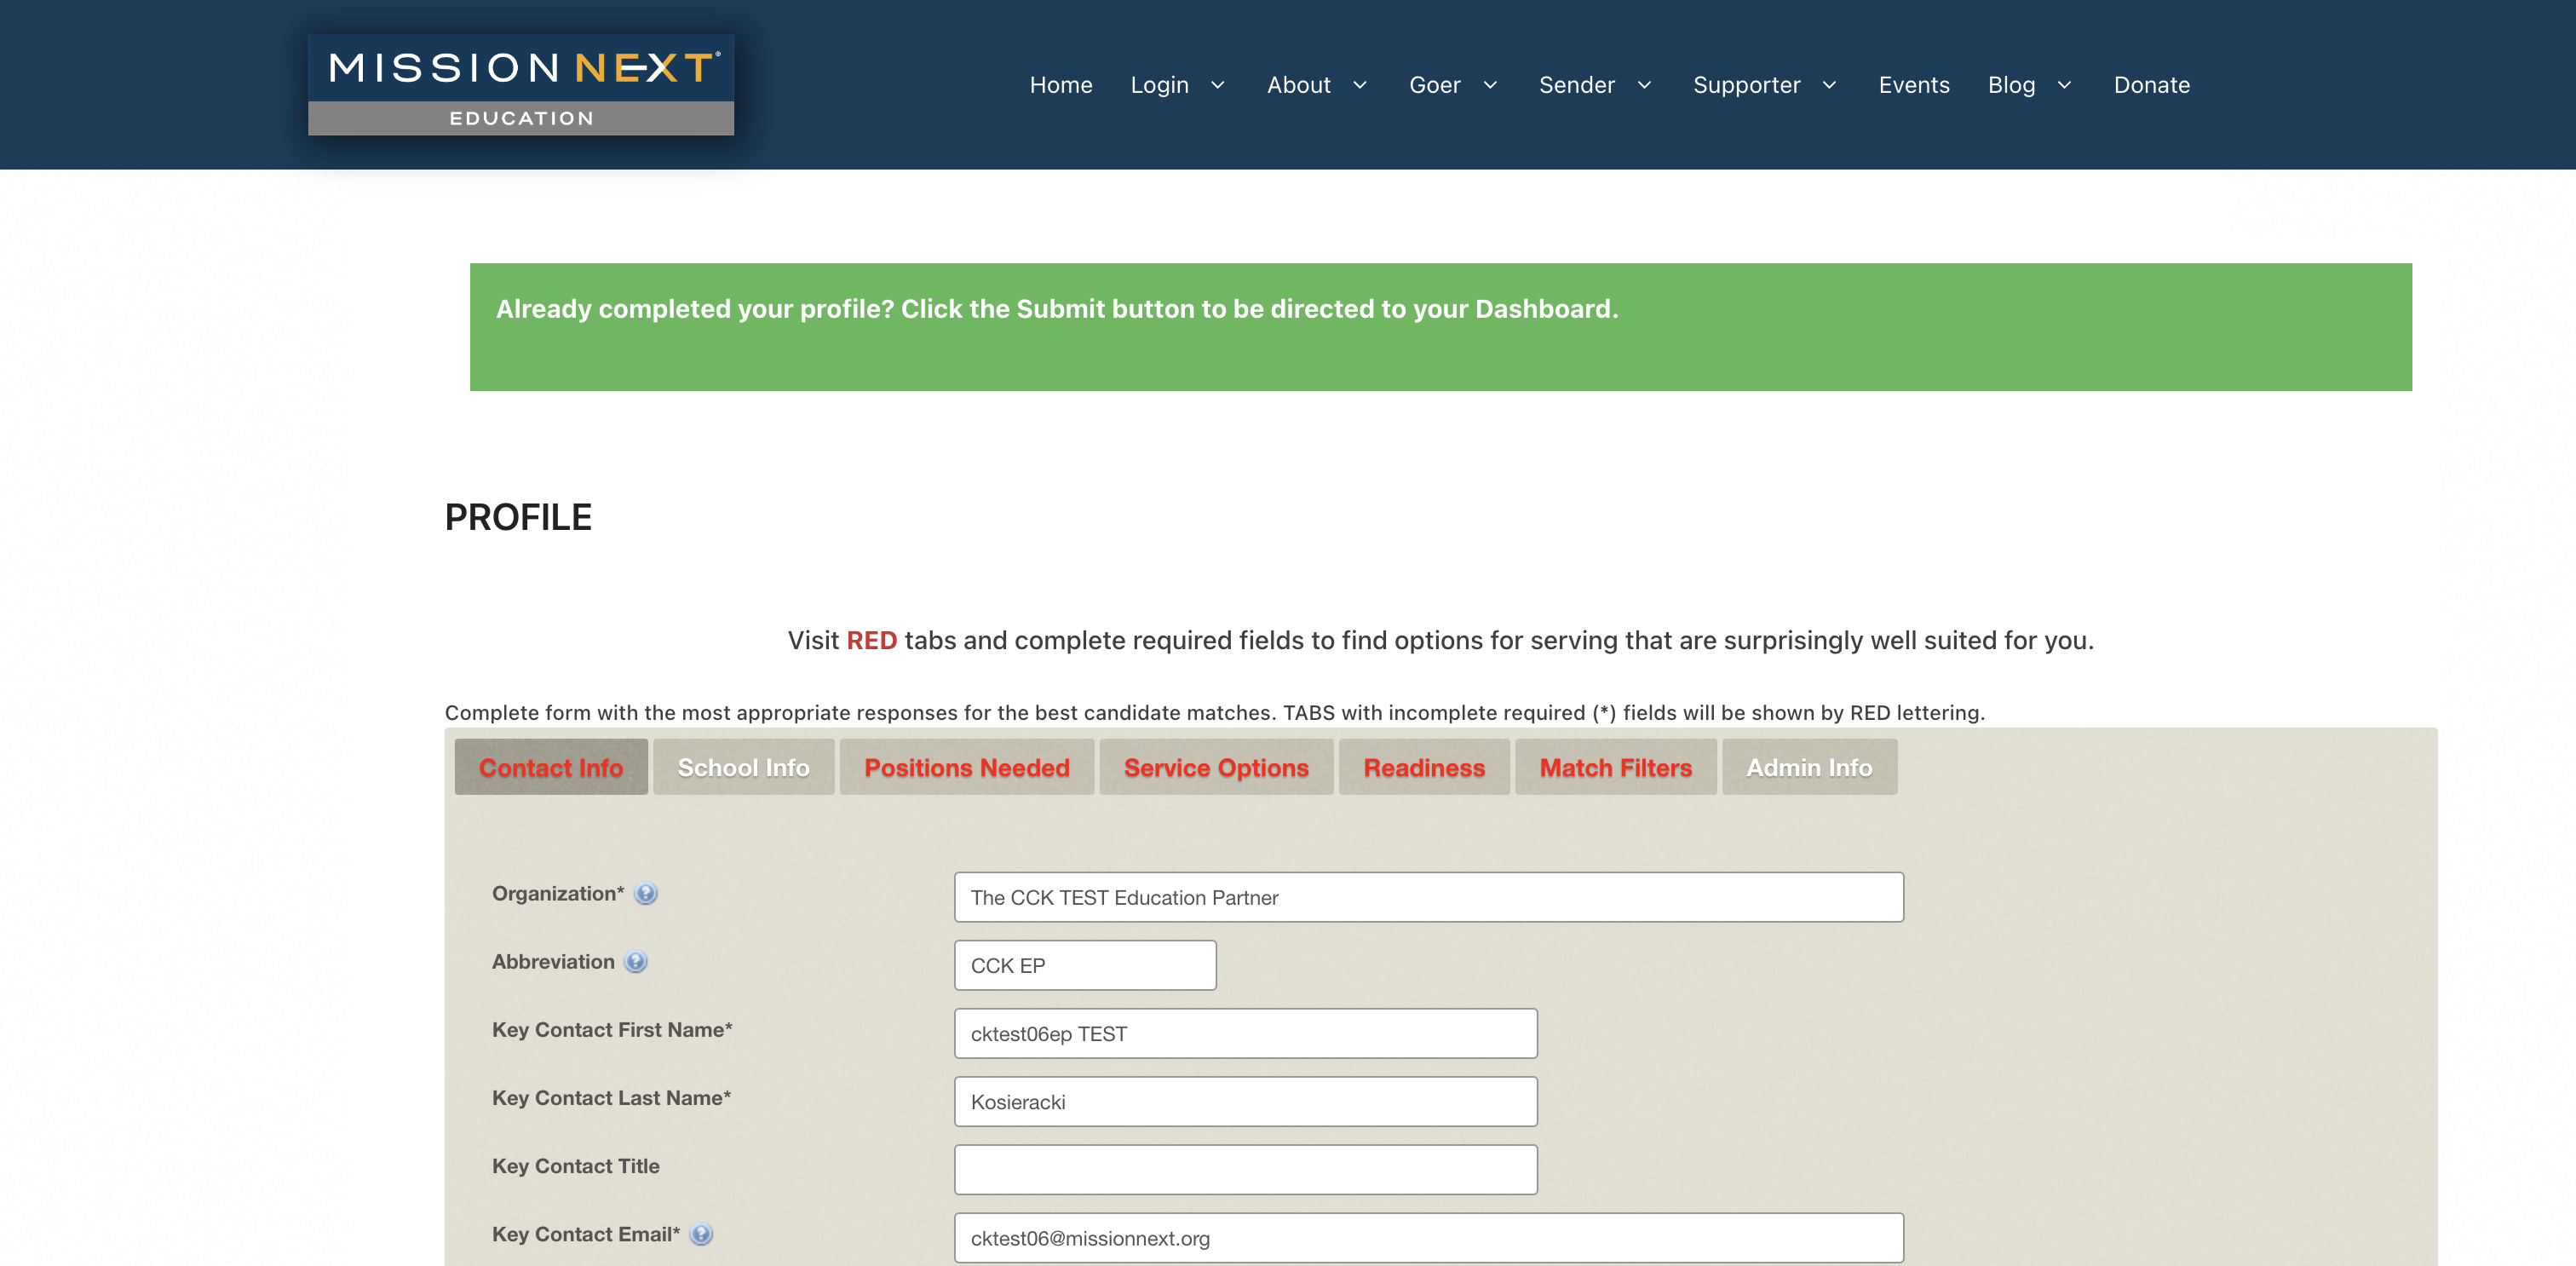 MISSION NEXT®
EDUCATION
Home Login About Goer Sender Supporter Events Blog Donate
Already completed your profile? Click the Submit button to be directed to your Dashboard.
PROFILE
Visit RED tabs and complete required fields to find options for serving that are surprisingly well suited for you.
Complete form with the most appropriate responses for the best candidate matches. TABS with incomplete required (*) fields will be shown by RED lettering.
Contact Info School Info Positions Needed Service Options Readiness Match Filters Admin Info
Organization* ? The CCK TEST Education Partner
Abbreviation ? CCK EP
Key Contact First Name* cktest06ep TEST
Key Contact Last Name* Kosieracki
Key Contact Title
Key Contact Email* ? cktest06@missionnext.org